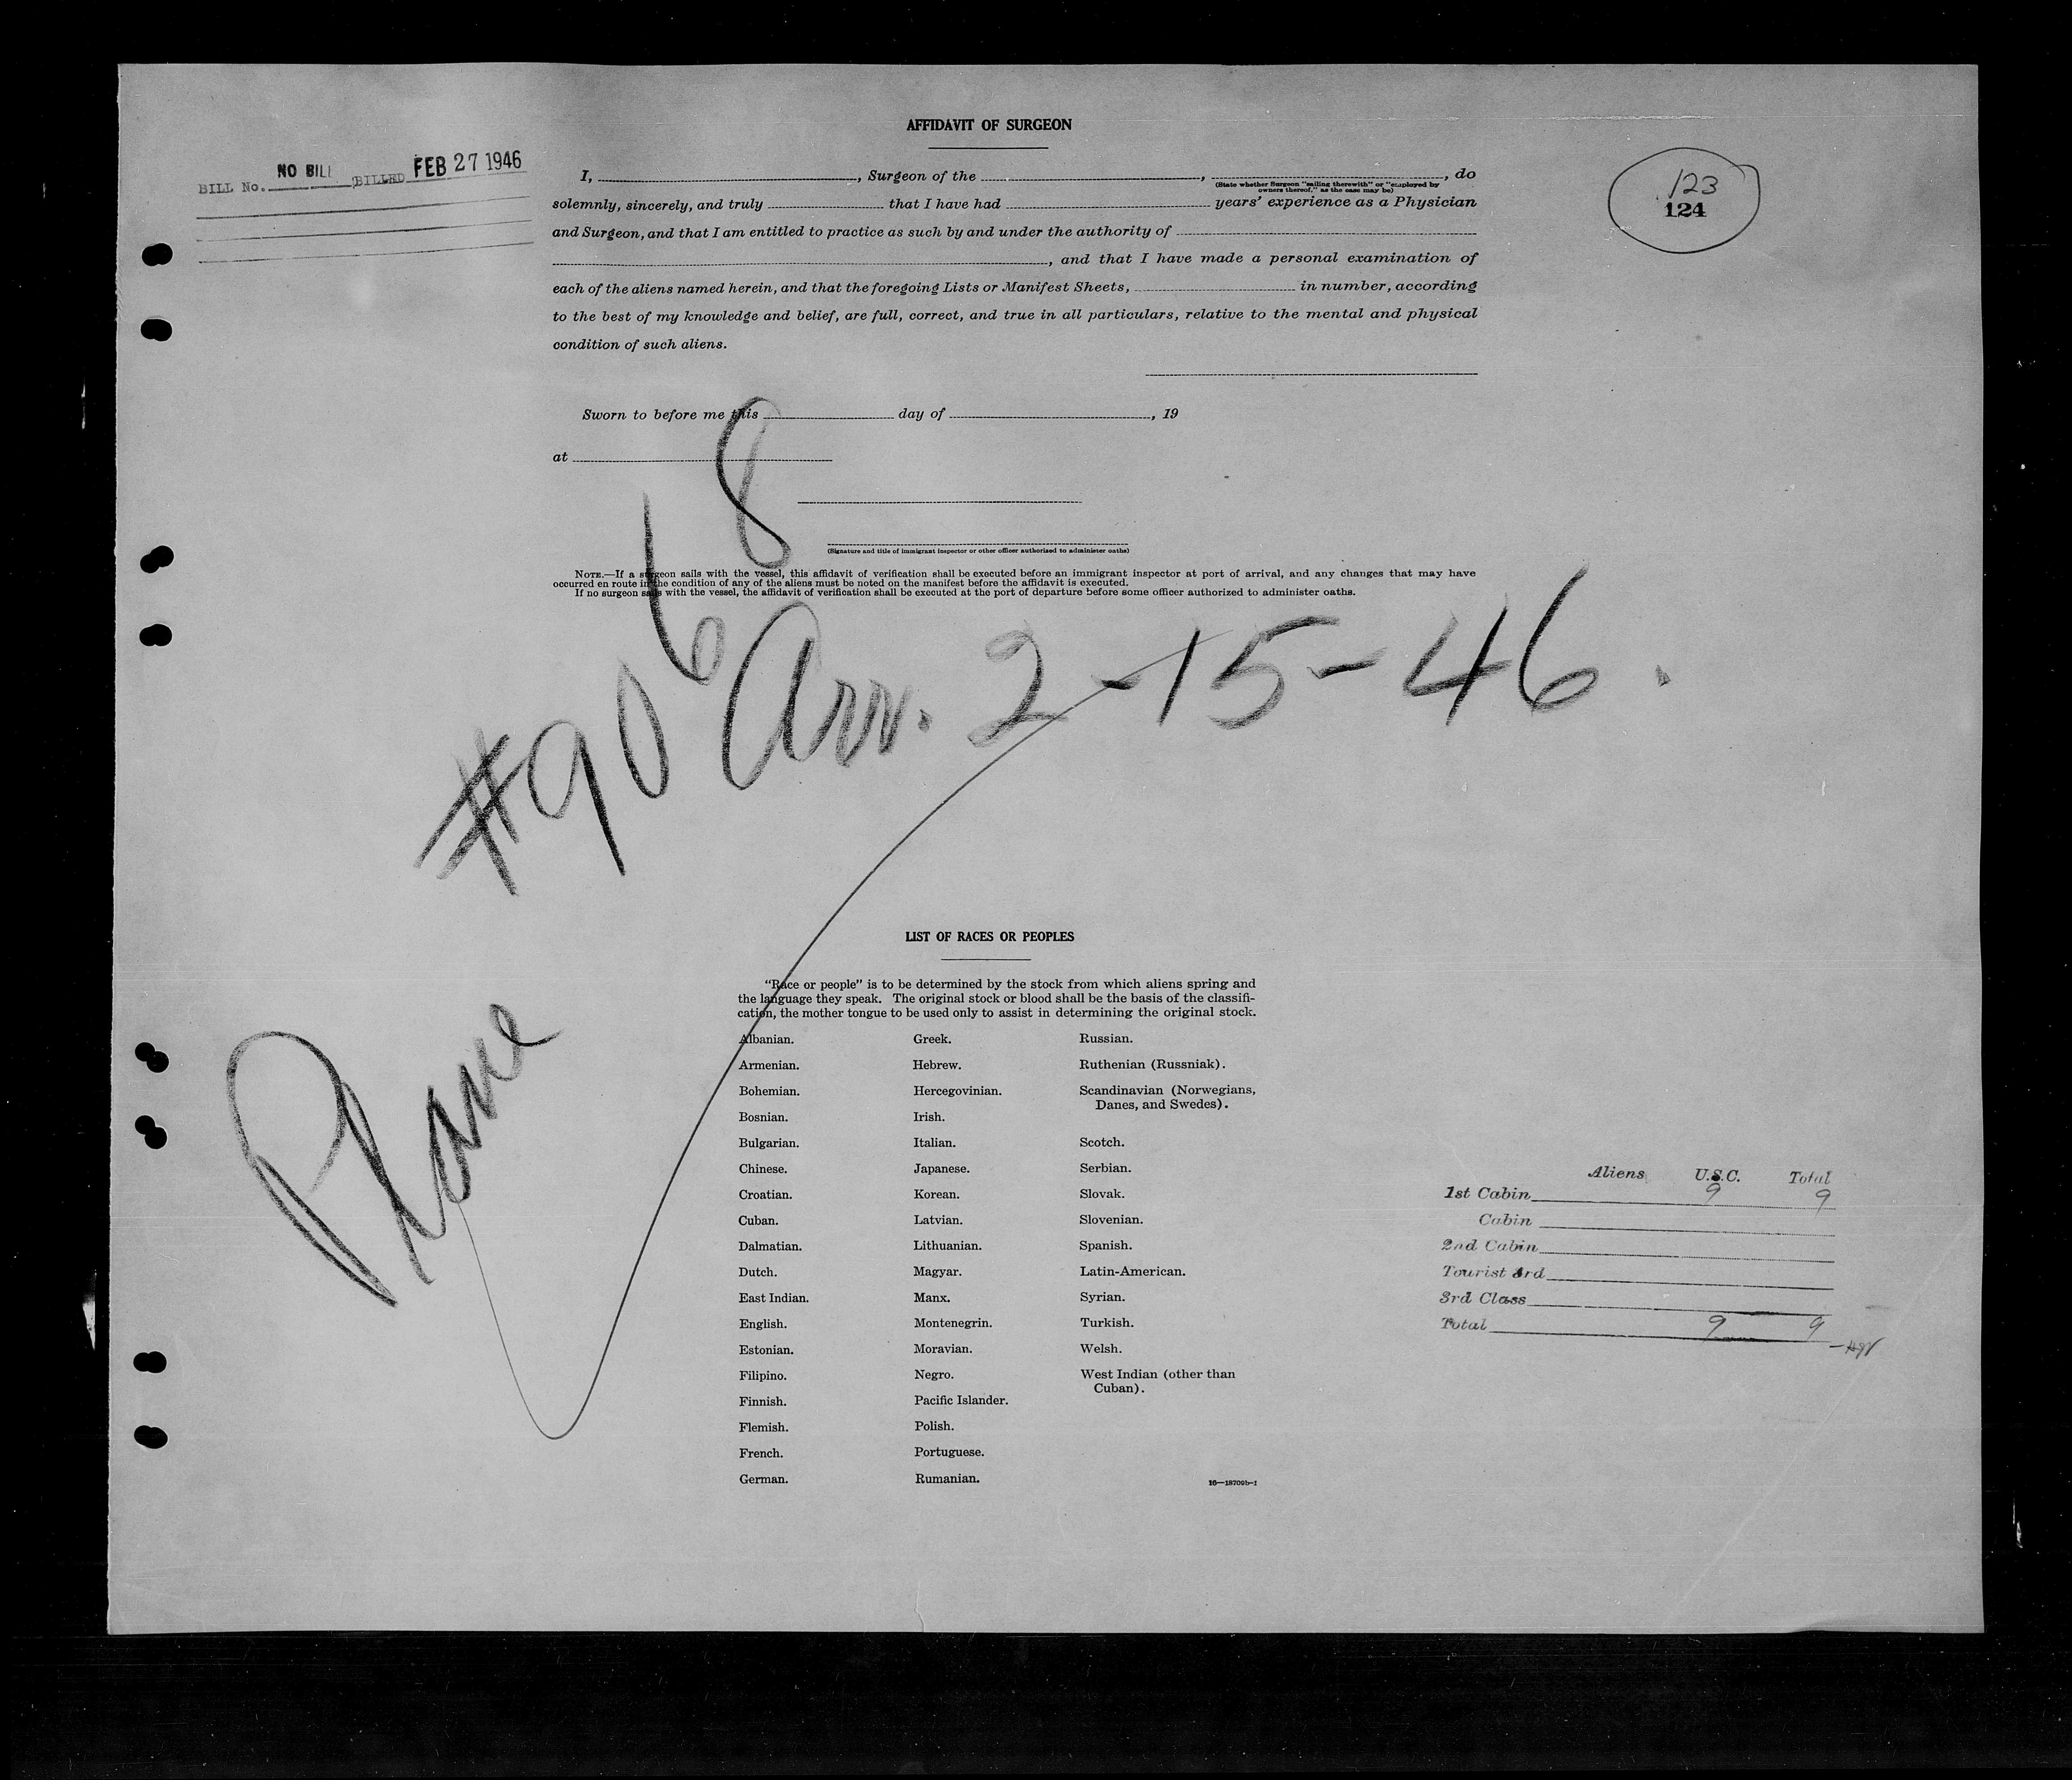 AFFIDAVIT OF SURGEON
BILL No. NO BILL BILLED FEB 27 1946
123
124
I, , Surgeon of the , , do
(State whether Surgeon "sailing therewith" or "employed by
owners thereof," as the case may be)
solemnly, sincerely, and truly that I have had years' experience as a Physician
and Surgeon, and that I am entitled to practice as such by and under the authority of
, and that I have made a personal examination of
each of the aliens named herein, and that the foregoing Lists or Manifest Sheets, in number, according
to the best of my knowledge and belief, are full, correct, and true in all particulars, relative to the mental and physical
condition of such aliens.
Sworn to before me this day of , 19
at
(Signature and title of immigrant inspector or other officer authorized to administer oaths)
NOTE.—If a surgeon sails with the vessel, this affidavit of verification shall be executed before an immigrant inspector at port of arrival, and any changes that may have
occurred en route in the condition of any of the aliens must be noted on the manifest before the affidavit is executed.
If no surgeon sails with the vessel, the affidavit of verification shall be executed at the port of departure before some officer authorized to administer oaths.
Plane #9068
Arr. 2-15-46.
LIST OF RACES OR PEOPLES
"Race or people" is to be determined by the stock from which aliens spring and
the language they speak. The original stock or blood shall be the basis of the classifi-
cation, the mother tongue to be used only to assist in determining the original stock.
Albanian.
Armenian.
Bohemian.
Bosnian.
Bulgarian.
Chinese.
Croatian.
Cuban.
Dalmatian.
Dutch.
East Indian.
English.
Estonian.
Filipino.
Finnish.
Flemish.
French.
German.
Greek.
Hebrew.
Hercegovinian.
Irish.
Italian.
Japanese.
Korean.
Latvian.
Lithuanian.
Magyar.
Manx.
Montenegrin.
Moravian.
Negro.
Pacific Islander.
Polish.
Portuguese.
Rumanian.
Russian.
Ruthenian (Russniak).
Scandinavian (Norwegians,
Danes, and Swedes).
Scotch.
Serbian.
Slovak.
Slovenian.
Spanish.
Latin-American.
Syrian.
Turkish.
Welsh.
West Indian (other than
Cuban).
16—18709b-1
Aliens U.S.C. Total
1st Cabin 9 9
Cabin
2nd Cabin
Tourist 3rd
3rd Class
Total 9 9